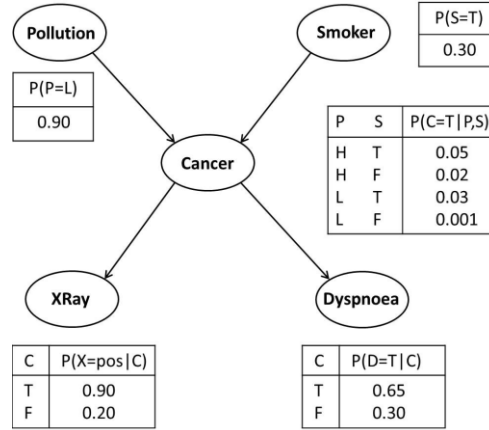 Pollution
Smoker
P(S=T)
0.30
P(P=L)
0.90
Cancer
P S P(C=T|P,S)
H T 0.05
H F 0.02
L T 0.03
L F 0.001
XRay
Dyspnoea
C P(X=pos|C)
T 0.90
F 0.20
C P(D=T|C)
T 0.65
F 0.30